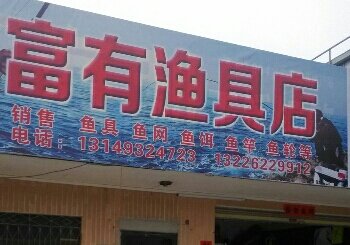 富有渔具店
销售 鱼具 鱼网 鱼饵 鱼竿 鱼轮等
电话：13149324723 13226229912